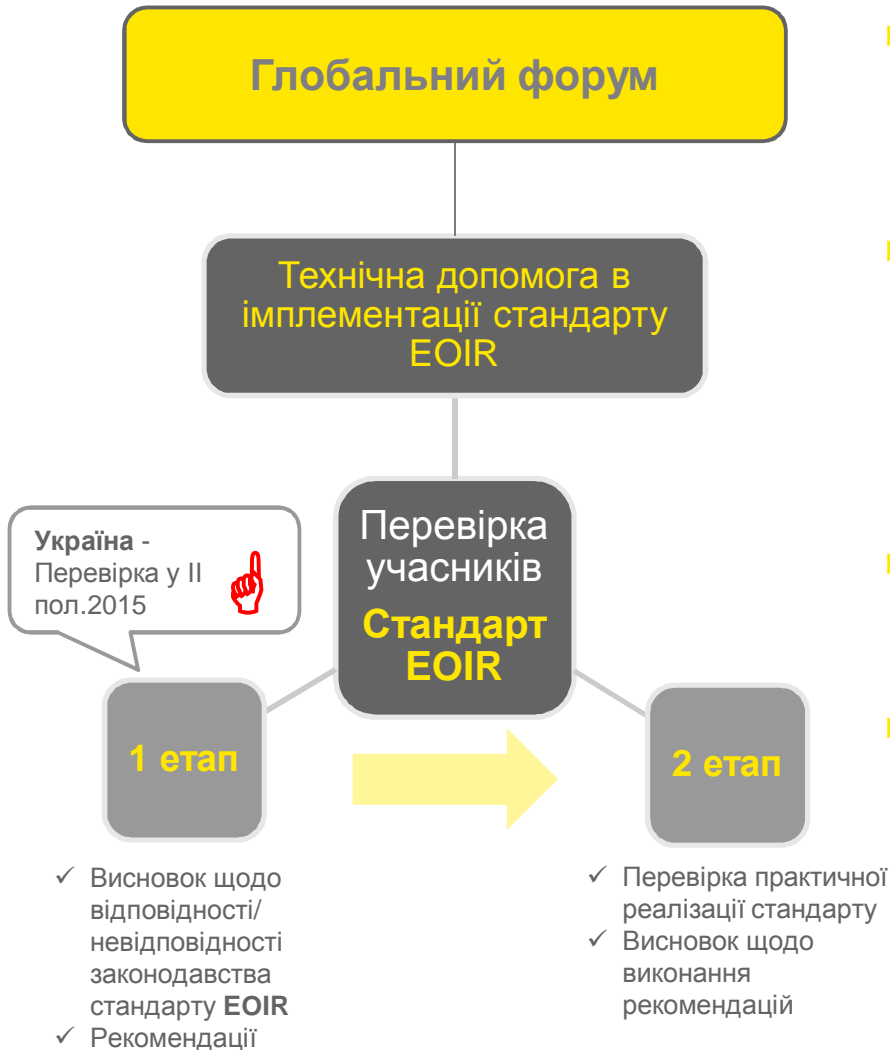 Глобальний форум
Технічна допомога в
імплементації стандарту
EOIR
Перевірка
учасників
Стандарт
EOIR
Україна -
Перевірка у ІІ
пол.2015
1 етап
2 етап
✓ Висновок щодо
відповідності/
невідповідності
законодавства
стандарту EOIR
✓ Рекомендації
✓ Перевірка практичної
реалізації стандарту
✓ Висновок щодо
виконання
рекомендацій